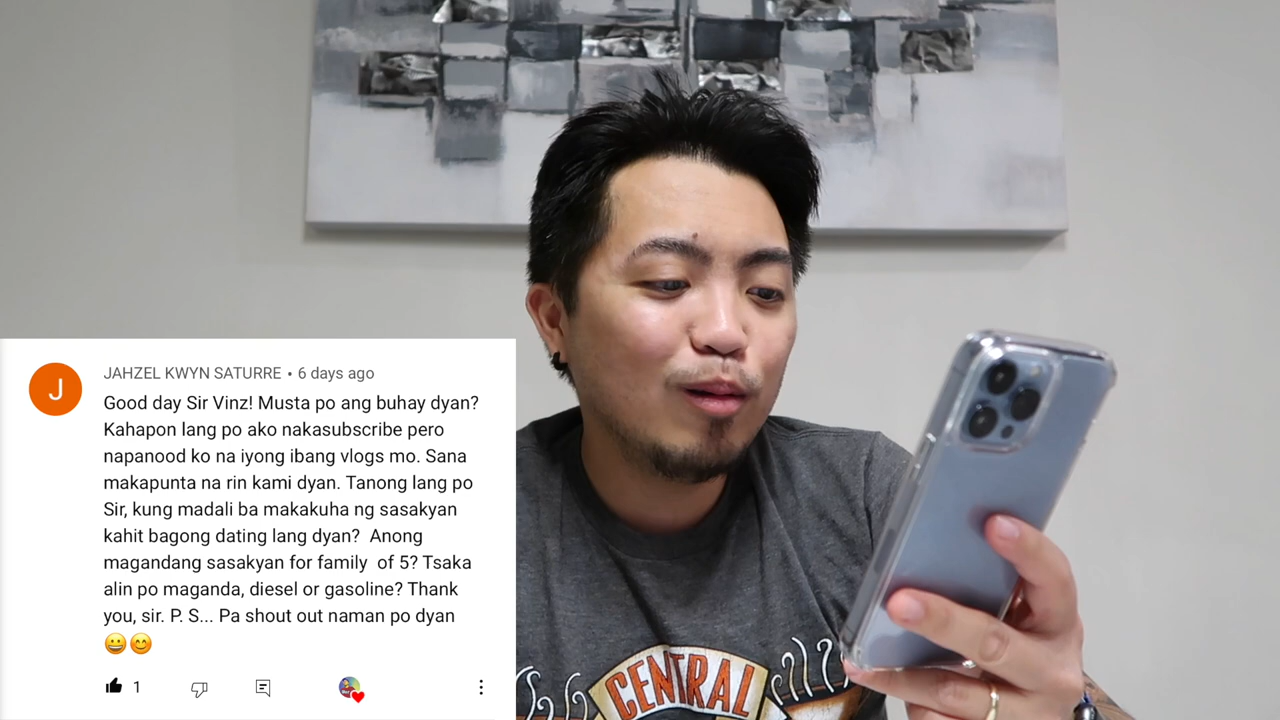 J
JAHZEL KWYN SATURRE • 6 days ago
Good day Sir Vinz! Musta po ang buhay dyan?
Kahapon lang po ako nakasubscribe pero
napanood ko na iyong ibang vlogs mo. Sana
makapunta na rin kami dyan. Tanong lang po
Sir, kung madali ba makakuha ng sasakyan
kahit bagong dating lang dyan?  Anong
magandang sasakyan for family  of 5? Tsaka
alin po maganda, diesel or gasoline? Thank
you, sir. P. S... Pa shout out naman po dyan
😀😊
1
CENTRAL